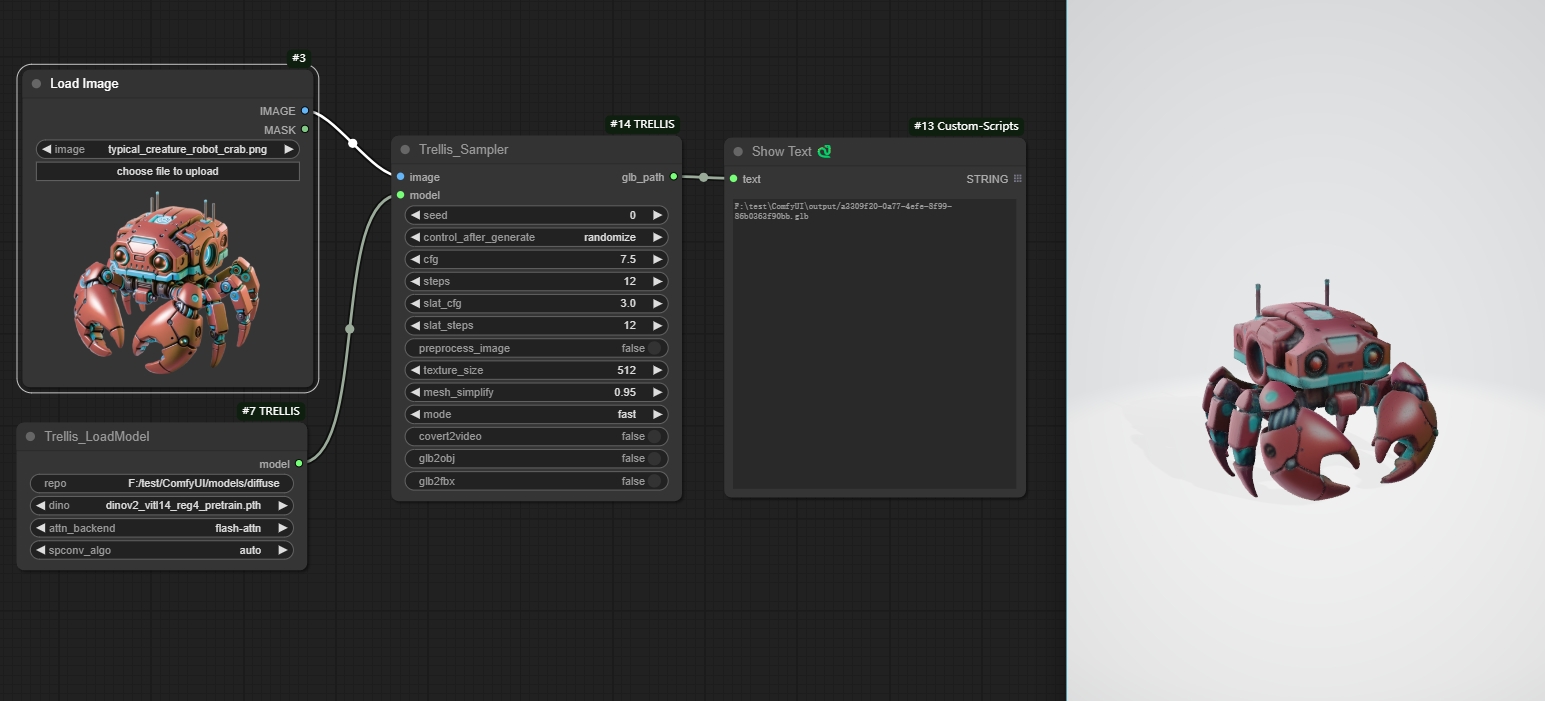 #3
Load Image
IMAGE
MASK
image typical_creature_robot_crab.png
choose file to upload
#7 TRELLIS
Trellis_LoadModel
model
repo F:/test/ComfyUI/models/diffuse
dino dinov2_vitl14_reg4_pretrain.pth
attn_backend flash-attn
spconv_algo auto
#14 TRELLIS
Trellis_Sampler
image glb_path
model
seed 0
control_after_generate randomize
cfg 7.5
steps 12
slat_cfg 3.0
slat_steps 12
preprocess_image false
texture_size 512
mesh_simplify 0.95
mode fast
covert2video false
glb2obj false
glb2fbx false
#13 Custom-Scripts
Show Text
text STRING
F:\test\ComfyUI\output/a3309f20-0a77-4efe-8f99-
86b0363f90bb.glb